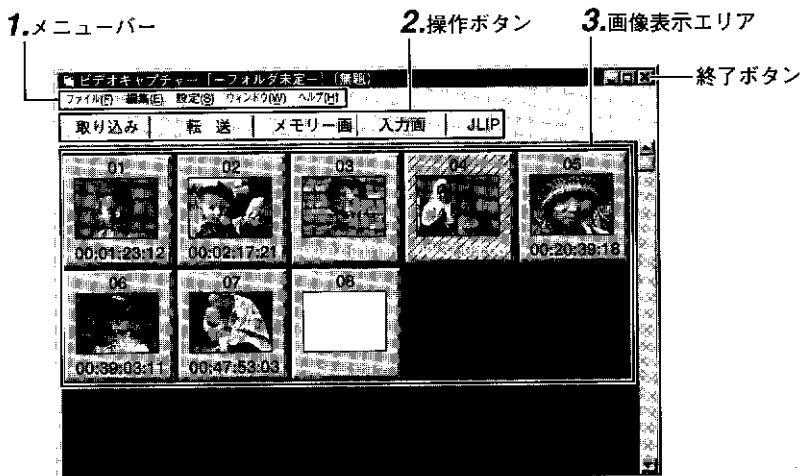 1.メニューバー
2.操作ボタン
3.画像表示エリア
ビデオキャプチャー [－フォルダ未定－] (無題)
終了ボタン
ファイル(F) 編集(E) 設定(S) ウィンドウ(W) ヘルプ(H)
取り込み 転送 メモリー画 入力画 JLIP
01 02 03 04 05
00:01:23:12 00:02:17:21 00:20:39:18
06 07 08
00:39:03:11 00:47:53:03